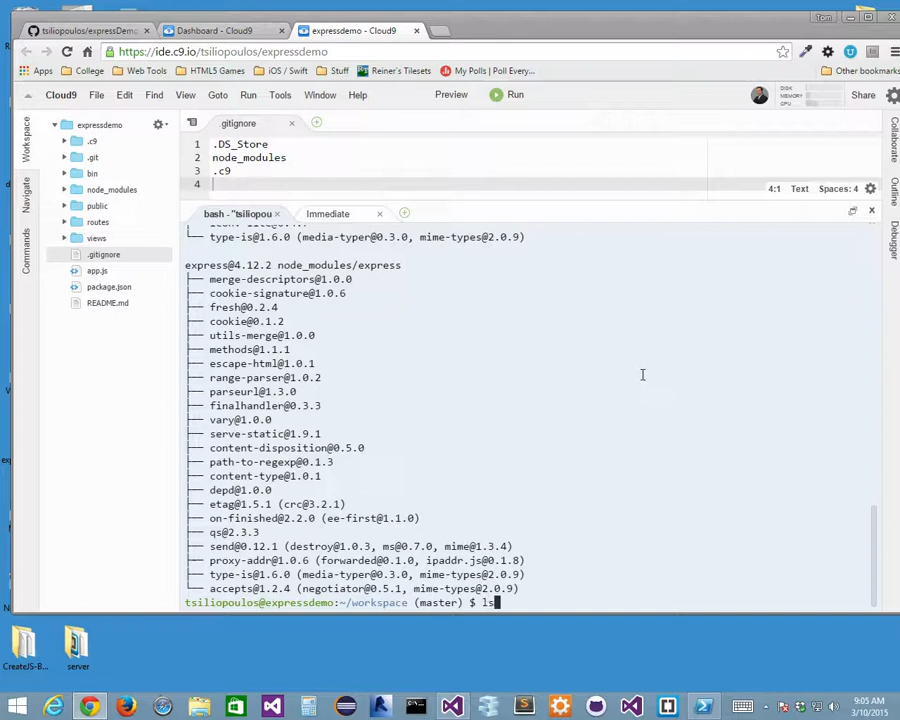 Tom
tsiliopoulos/expressDem
Dashboard - Cloud9
expressdemo - Cloud9
https://ide.c9.io/tsiliopoulos/expressdemo
Apps
College
Web Tools
HTML5 Games
iOS / Swift
Stuff
Reiner's Tilesets
My Polls | Poll Every...
Other bookmarks
Cloud9
File
Edit
Find
View
Goto
Run
Tools
Window
Help
Preview
Run
DISK
MEMORY
CPU
Share
Workspace
Navigate
Commands
expressdemo
.c9
.git
bin
node_modules
public
routes
views
.gitignore
app.js
package.json
README.md
.gitignore
1 .DS_Store
2 node_modules
3 .c9
4
4:1 Text Spaces: 4
Collaborate
Outline
Debugger
bash - "tsiliopou
Immediate
└── type-is@1.6.0 (media-typer@0.3.0, mime-types@2.0.9)
express@4.12.2 node_modules/express
├── merge-descriptors@1.0.0
├── cookie-signature@1.0.6
├── fresh@0.2.4
├── cookie@0.1.2
├── utils-merge@1.0.0
├── methods@1.1.1
├── escape-html@1.0.1
├── range-parser@1.0.2
├── parseurl@1.3.0
├── finalhandler@0.3.3
├── vary@1.0.0
├── serve-static@1.9.1
├── content-disposition@0.5.0
├── path-to-regexp@0.1.3
├── content-type@1.0.1
├── depd@1.0.0
├── etag@1.5.1 (crc@3.2.1)
├── on-finished@2.2.0 (ee-first@1.1.0)
├── qs@2.3.3
├── send@0.12.1 (destroy@1.0.3, ms@0.7.0, mime@1.3.4)
├── proxy-addr@1.0.6 (forwarded@0.1.0, ipaddr.js@0.1.8)
├── type-is@1.6.0 (media-typer@0.3.0, mime-types@2.0.9)
└── accepts@1.2.4 (negotiator@0.5.1, mime-types@2.0.9)
tsiliopoulos@expressdemo:~/workspace (master) $ ls
CreateJS-B...
server
9:05 AM
3/10/2015